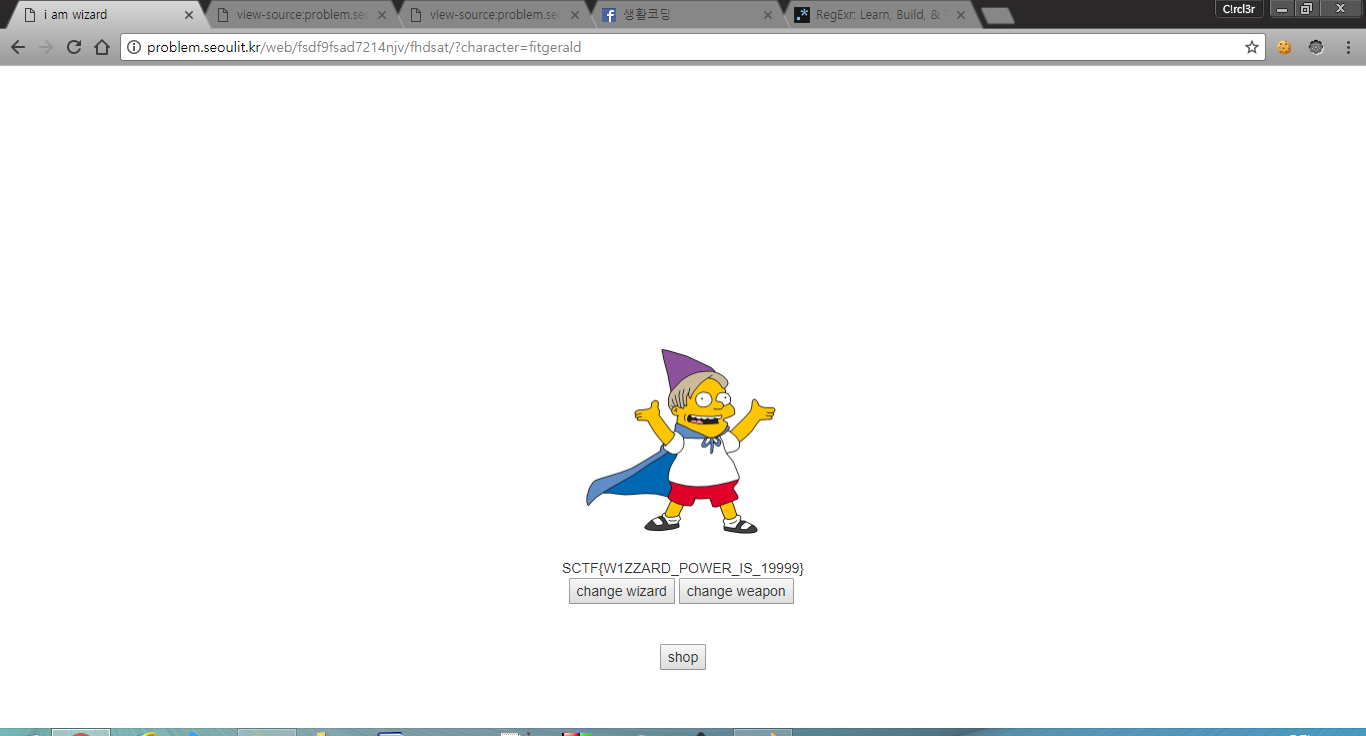 i am wizard
view-source:problem.se
view-source:problem.se
생활코딩
RegExr: Learn, Build, &
C!rcl3r
problem.seoulit.kr/web/fsdf9fsad7214njv/fhdsat/?character=fitgerald
SCTF{W1ZZARD_POWER_IS_19999}
change wizard change weapon
shop